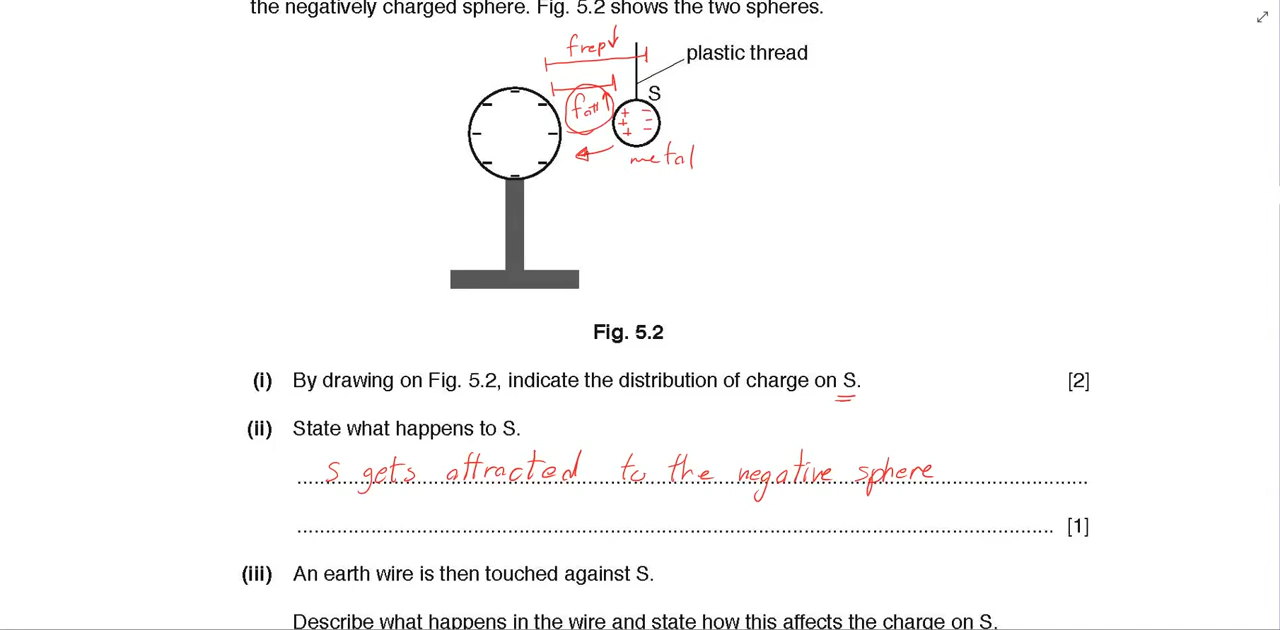 the negatively charged sphere. Fig. 5.2 shows the two spheres.
frep↓
plastic thread
S
fatt↑
metal
Fig. 5.2
(i) By drawing on Fig. 5.2, indicate the distribution of charge on S. [2]
(ii) State what happens to S.
S gets attracted to the negative sphere
[1]
(iii) An earth wire is then touched against S.
Describe what happens in the wire and state how this affects the charge on S.